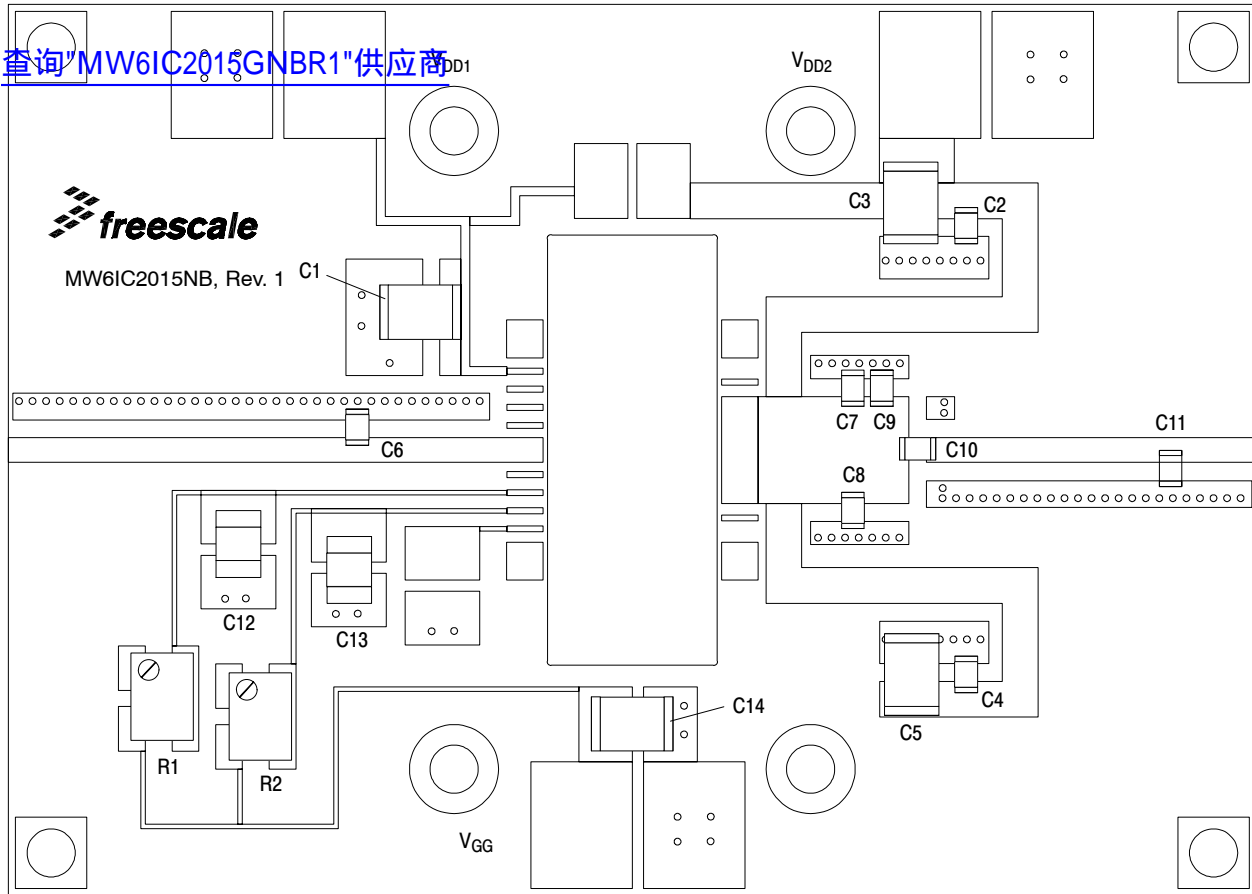 查询"MW6IC2015GNBR1"供应商
VDD1
VDD2
C3
C2
freescale
MW6IC2015NB, Rev. 1
C1
C7
C9
C11
C6
C10
C8
C12
C13
C14
C4
C5
R1
R2
VGG